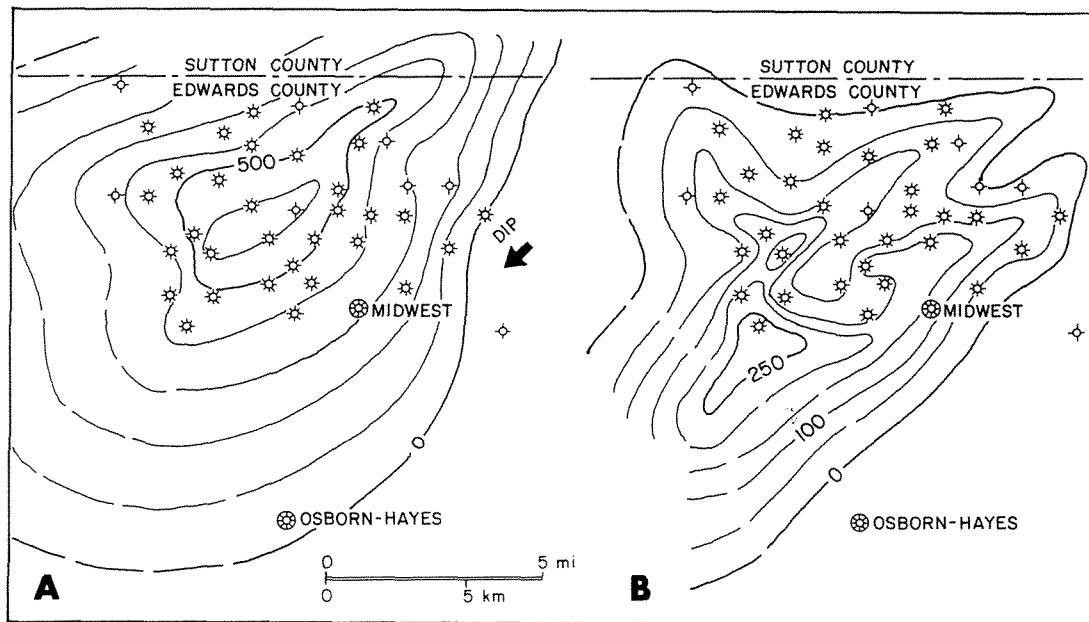 SUTTON COUNTY
EDWARDS COUNTY
500
DIP
MIDWEST
0
OSBORN-HAYES
0 5 mi
0 5 km
A
SUTTON COUNTY
EDWARDS COUNTY
MIDWEST
250
100
0
OSBORN-HAYES
B